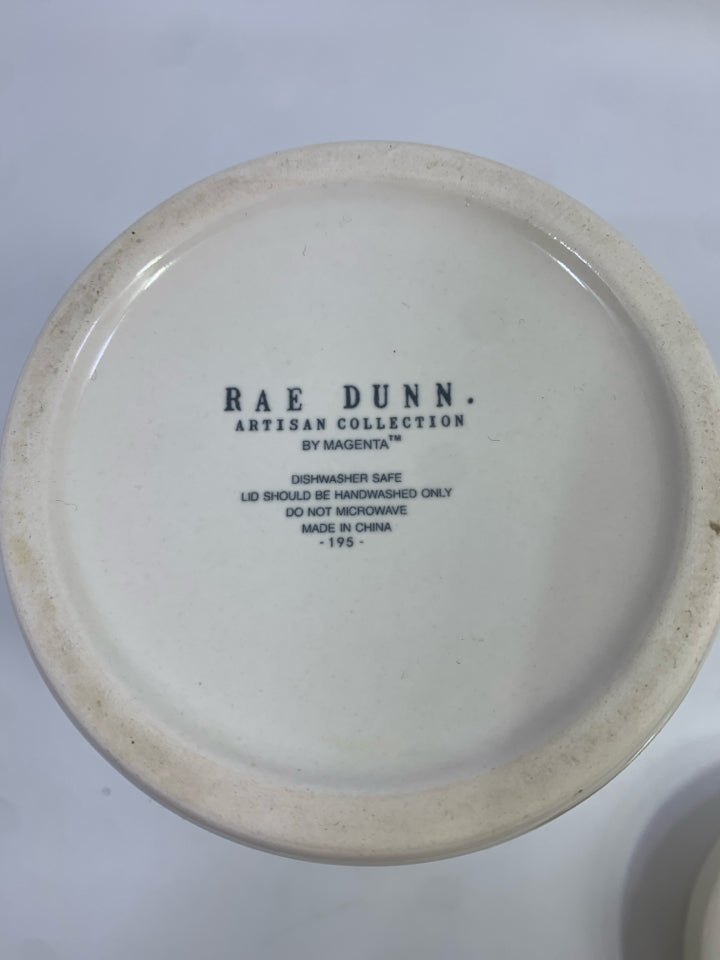 RAE DUNN.
ARTISAN COLLECTION
BY MAGENTA™
DISHWASHER SAFE
LID SHOULD BE HANDWASHED ONLY
DO NOT MICROWAVE
MADE IN CHINA
- 195 -